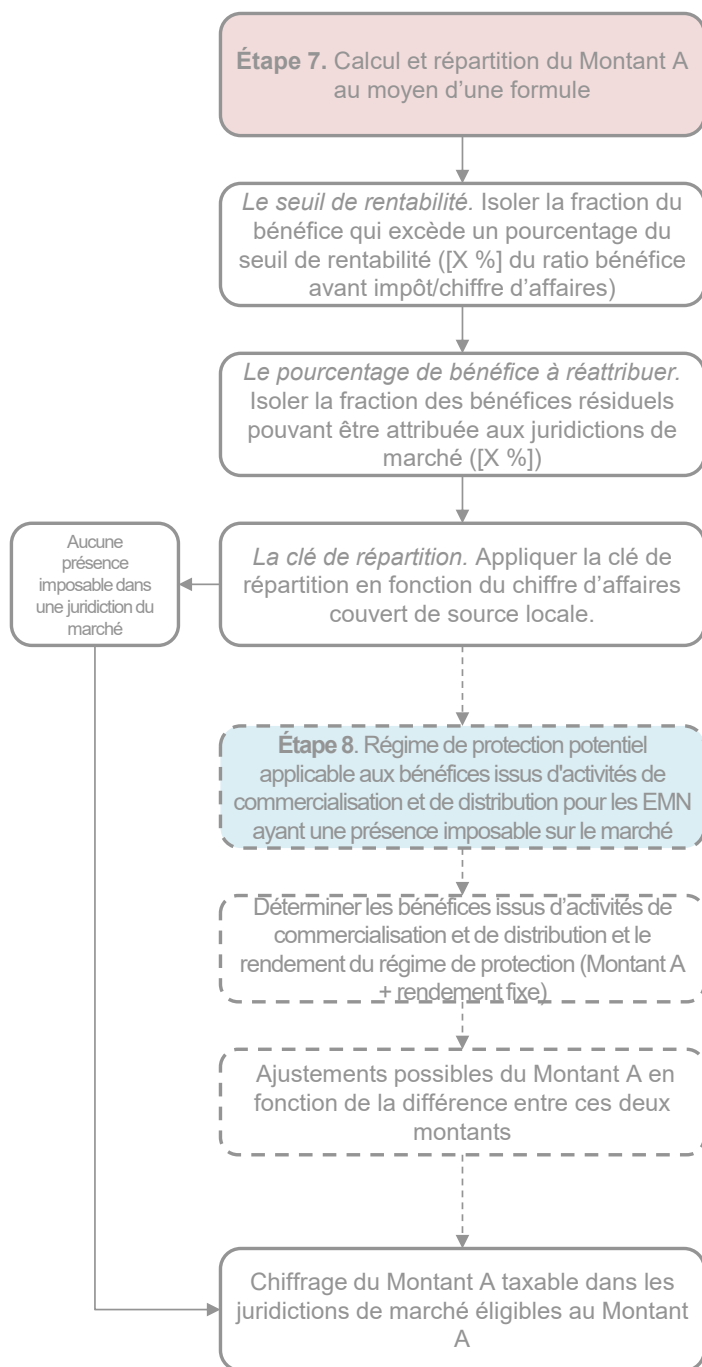 Étape 7. Calcul et répartition du Montant A
au moyen d’une formule
Le seuil de rentabilité. Isoler la fraction du
bénéfice qui excède un pourcentage du
seuil de rentabilité ([X %] du ratio bénéfice
avant impôt/chiffre d’affaires)
Le pourcentage de bénéfice à réattribuer.
Isoler la fraction des bénéfices résiduels
pouvant être attribuée aux juridictions de
marché ([X %])
Aucune
présence
imposable dans
une juridiction du
marché
La clé de répartition. Appliquer la clé de
répartition en fonction du chiffre d’affaires
couvert de source locale.
Étape 8. Régime de protection potentiel
applicable aux bénéfices issus d'activités de
commercialisation et de distribution pour les EMN
ayant une présence imposable sur le marché
Déterminer les bénéfices issus d’activités de
commercialisation et de distribution et le
rendement du régime de protection (Montant A
+ rendement fixe)
Ajustements possibles du Montant A en
fonction de la différence entre ces deux
montants
Chiffrage du Montant A taxable dans les
juridictions de marché éligibles au Montant
A